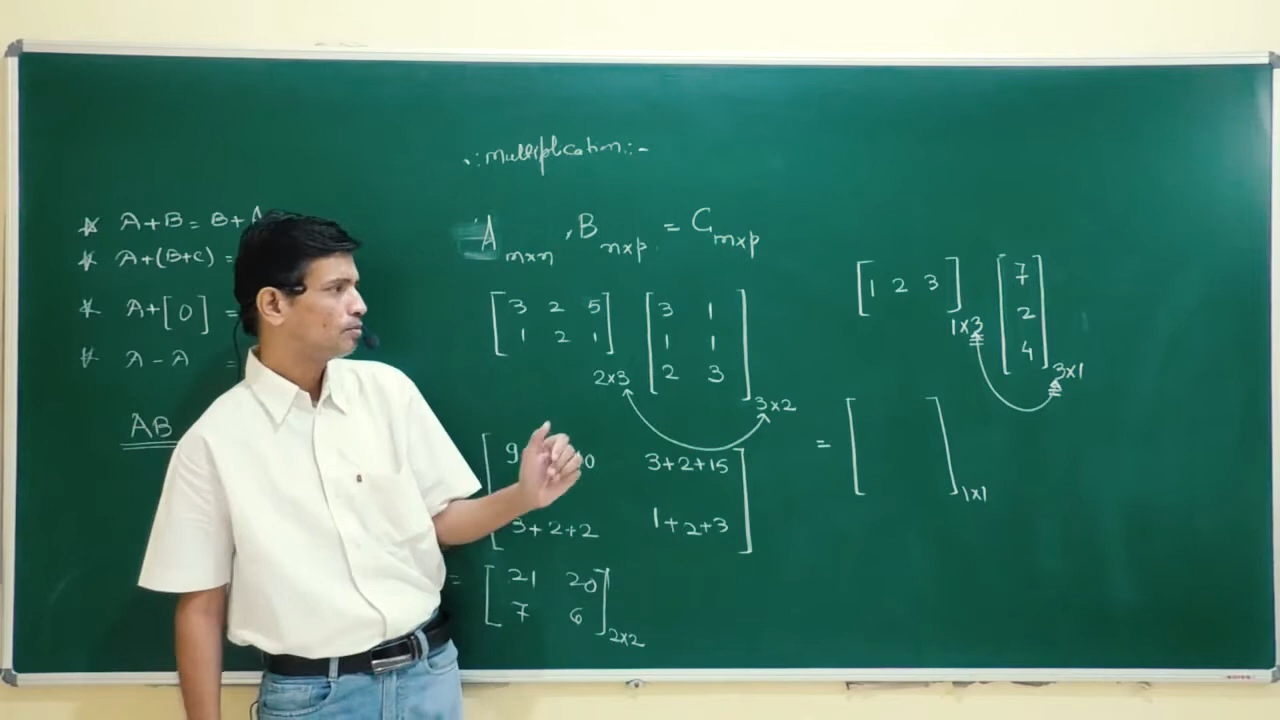 ∴ multiplication :-
* A+B = B+A
* A+(B+C) =
* A+[0] =
* A-A =
AB
A m×n , B n×p = C m×p
[3 2 5] [3 1]
[1 2 1] [1 1]
2×3 [2 3] 3×2
[9 0 3+2+15]
[3+2+2 1+2+3]
= [21 20]
[7 6] 2×2
[1 2 3] 1×3 [7
2
4] 3×1
= [ ] 1×1